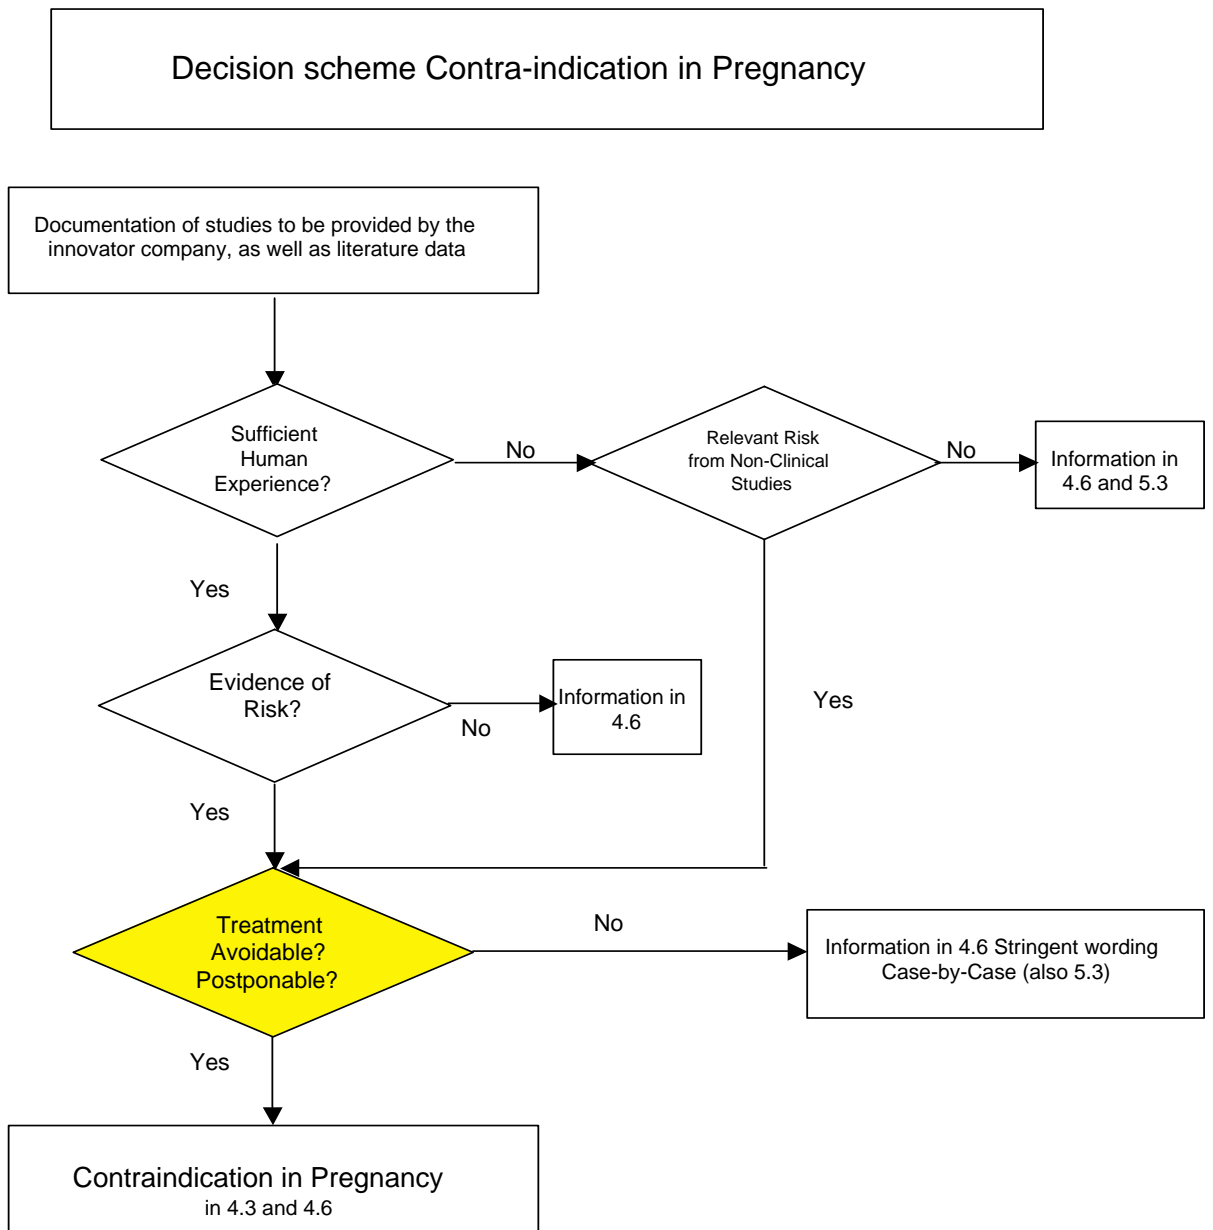 Decision scheme Contra-indication in Pregnancy
Documentation of studies to be provided by the
innovator company, as well as literature data
Sufficient
Human
Experience?
No
Relevant Risk
from Non-Clinical
Studies
No
Information in
4.6 and 5.3
Yes
Evidence of
Risk?
No
Information in
4.6
Yes
Yes
Treatment
Avoidable?
Postponable?
No
Information in 4.6 Stringent wording
Case-by-Case (also 5.3)
Yes
Contraindication in Pregnancy
in 4.3 and 4.6